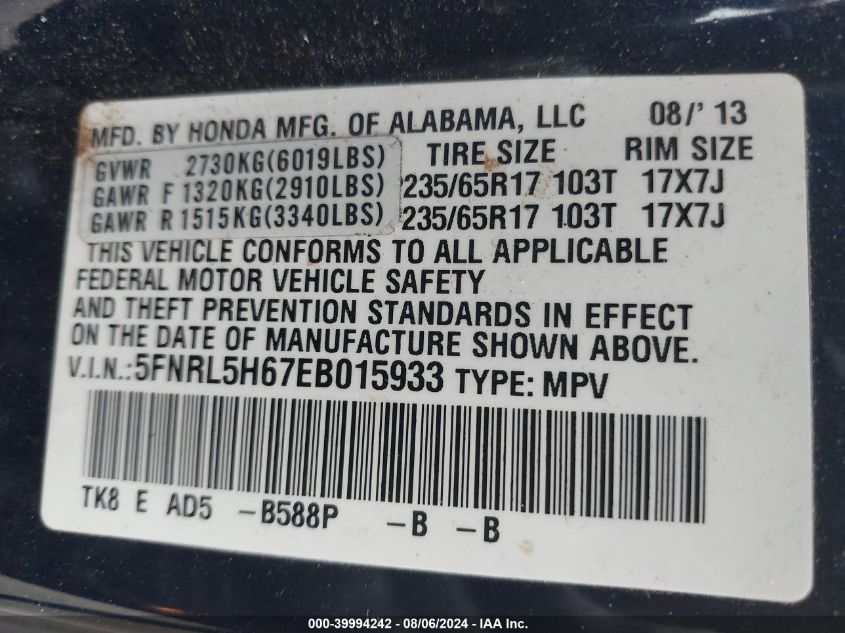 MFD. BY HONDA MFG. OF ALABAMA, LLC 08/' 13
GVWR 2730KG(6019LBS) TIRE SIZE RIM SIZE
GAWR F 1320KG(2910LBS) P235/65R17 103T 17X7J
GAWR R 1515KG(3340LBS) P235/65R17 103T 17X7J
THIS VEHICLE CONFORMS TO ALL APPLICABLE
FEDERAL MOTOR VEHICLE SAFETY
AND THEFT PREVENTION STANDARDS IN EFFECT
ON THE DATE OF MANUFACTURE SHOWN ABOVE.
V.I.N.:5FNRL5H67EB015933 TYPE: MPV
TK8 E AD5 -B588P -B -B
000-39994242 - 08/06/2024 - IAA Inc.